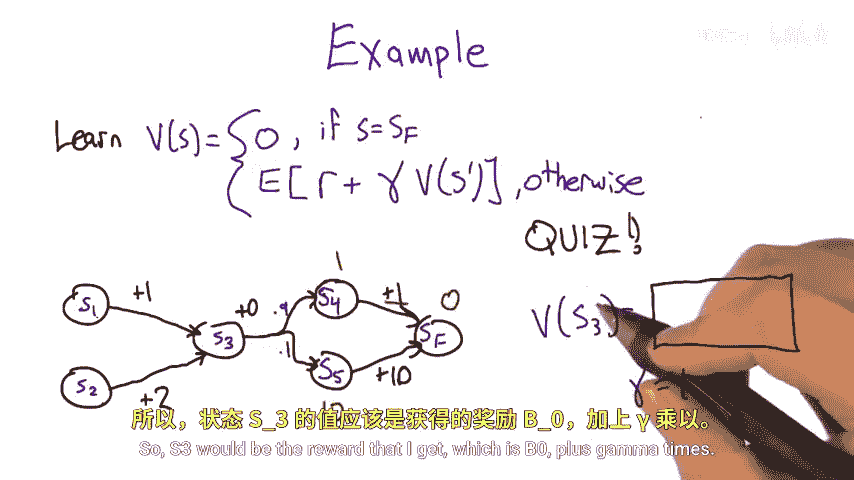 Example
Learn V(s)= { 0, if s=SF
{ E[r + γ V(s')], otherwise
QUIZ!
S1 +1
S2 +2
S3 +0
.9
.1
1
S4 +1
S5 +10
0
SF
V(S3)=
γ =
所以，状态 S_3 的值应该是获得的奖励 B_0，加上 γ 乘以。
So, S3 would be the reward that I get, which is B0, plus gamma times.